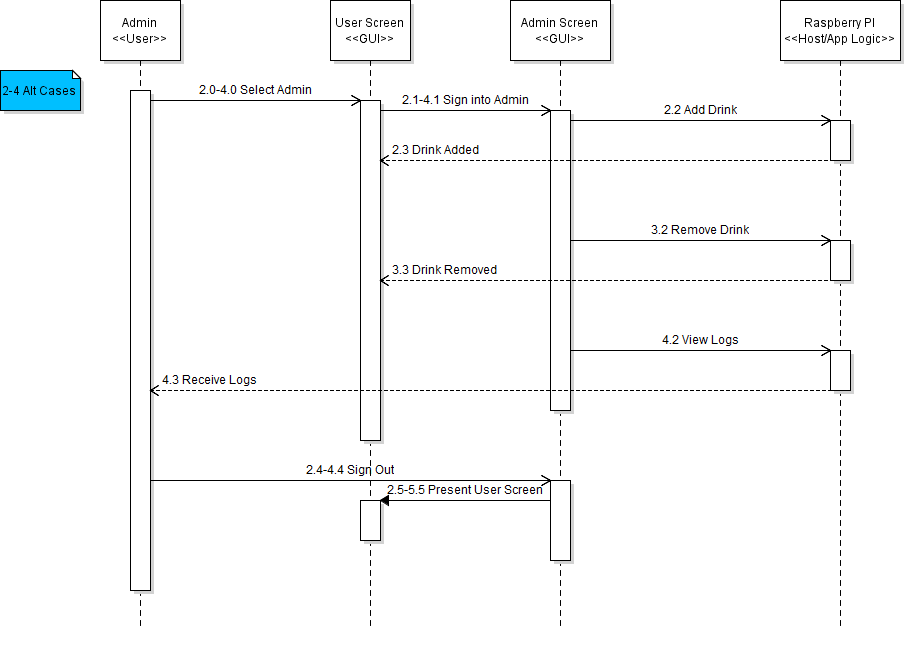 Admin
<<User>>
User Screen
<<GUI>>
Admin Screen
<<GUI>>
Raspberry PI
<<Host/App Logic>>
2-4 Alt Cases
2.0-4.0 Select Admin
2.1-4.1 Sign into Admin
2.2 Add Drink
2.3 Drink Added
3.2 Remove Drink
3.3 Drink Removed
4.2 View Logs
4.3 Receive Logs
2.4-4.4 Sign Out
2.5-5.5 Present User Screen